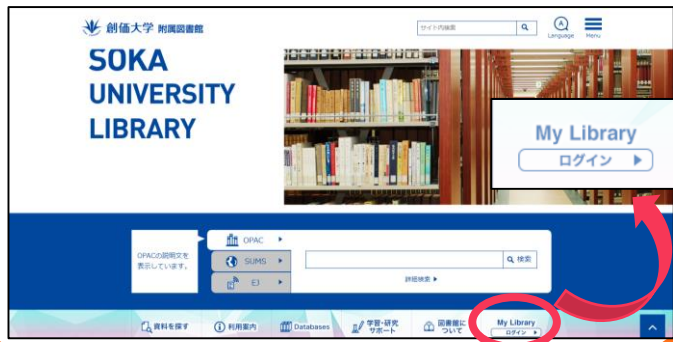 創価大学 附属図書館
サイト内検索
Language
Menu
SOKA
UNIVERSITY
LIBRARY
My Library
ログイン
OPACの説明文を
表示しています。
OPAC
SUMS
EJ
検索
詳細検索
資料を探す
利用案内
Databases
学習・研究
サポート
図書館に
ついて
My Library
ログイン